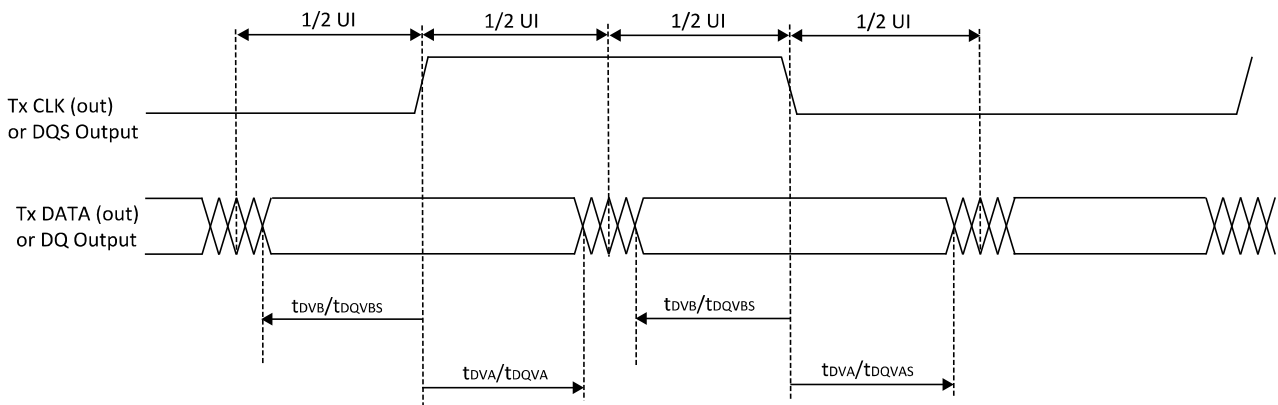 1/2 UI 1/2 UI 1/2 UI 1/2 UI
Tx CLK (out)
or DQS Output
Tx DATA (out)
or DQ Output
tDVB/tDQVBS tDVB/tDQVBS
tDVA/tDQVA tDVA/tDQVAS